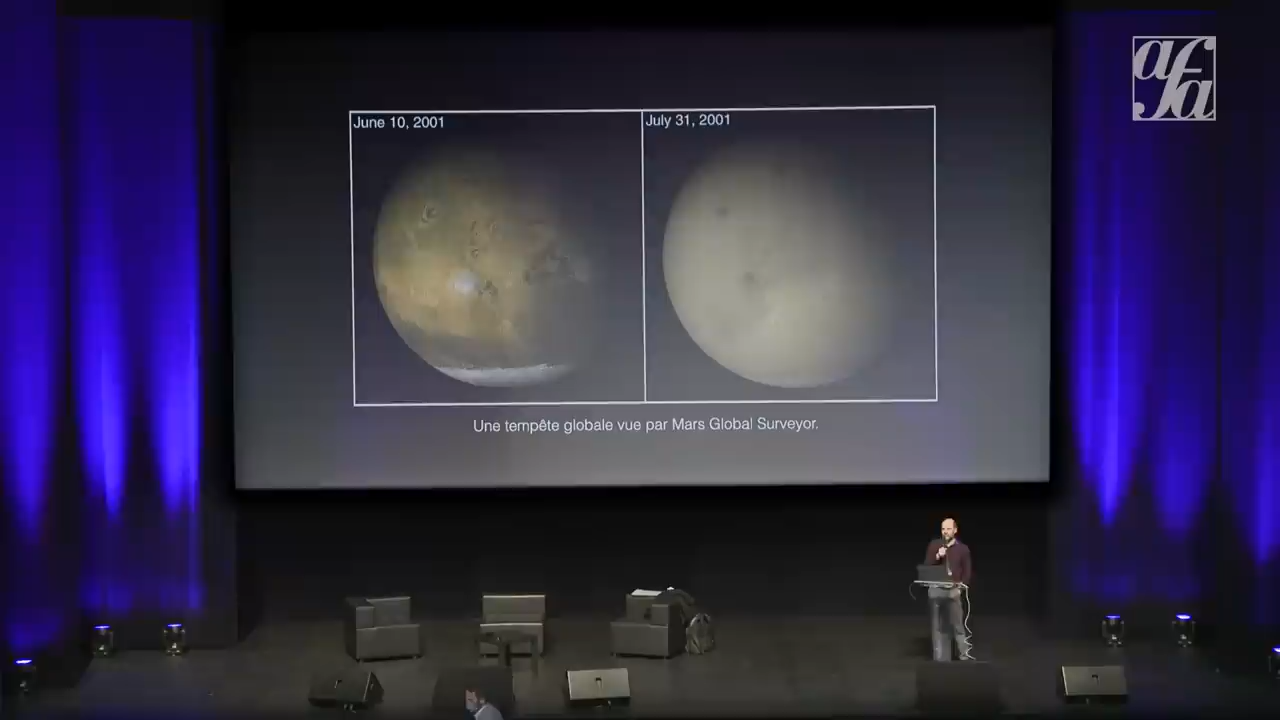 June 10, 2001
July 31, 2001
Une tempête globale vue par Mars Global Surveyor.
afa